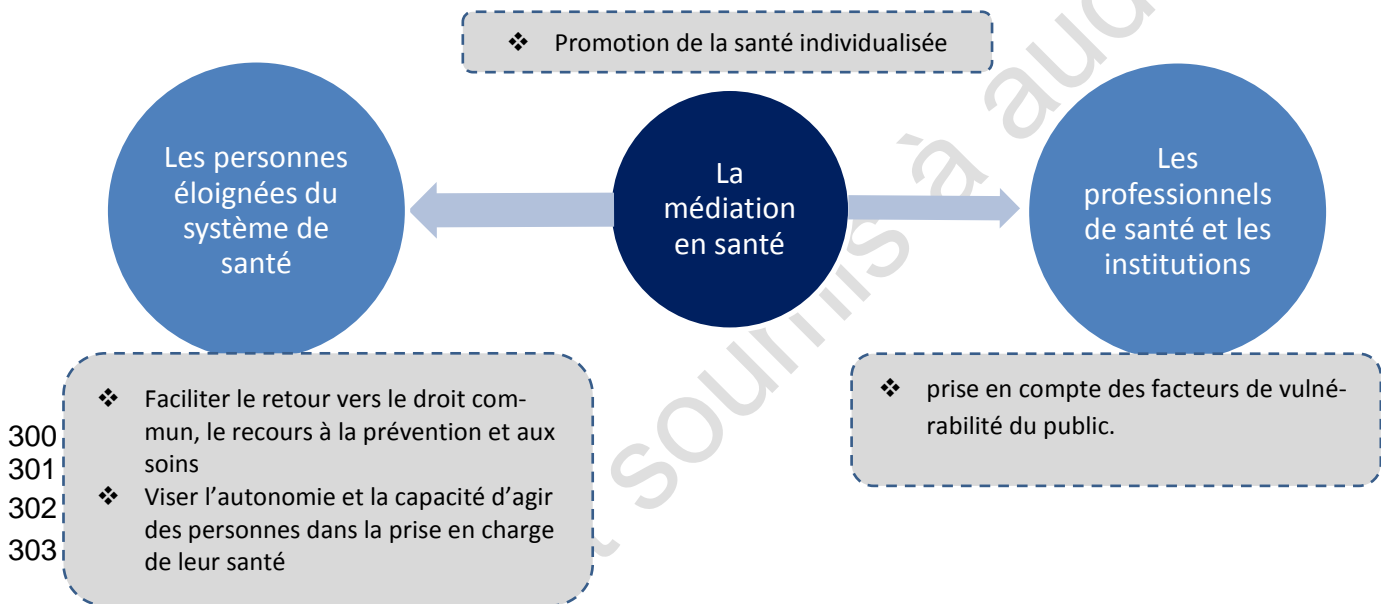 ❖ Promotion de la santé individualisée
Les personnes
éloignées du
système de
santé
La
médiation
en santé
Les
professionnels
de santé et les
institutions
❖ Faciliter le retour vers le droit com-
mun, le recours à la prévention et aux
soins
❖ Viser l’autonomie et la capacité d’agir
des personnes dans la prise en charge
de leur santé
❖ prise en compte des facteurs de vulné-
rabilité du public.
300
301
302
303
soumis à